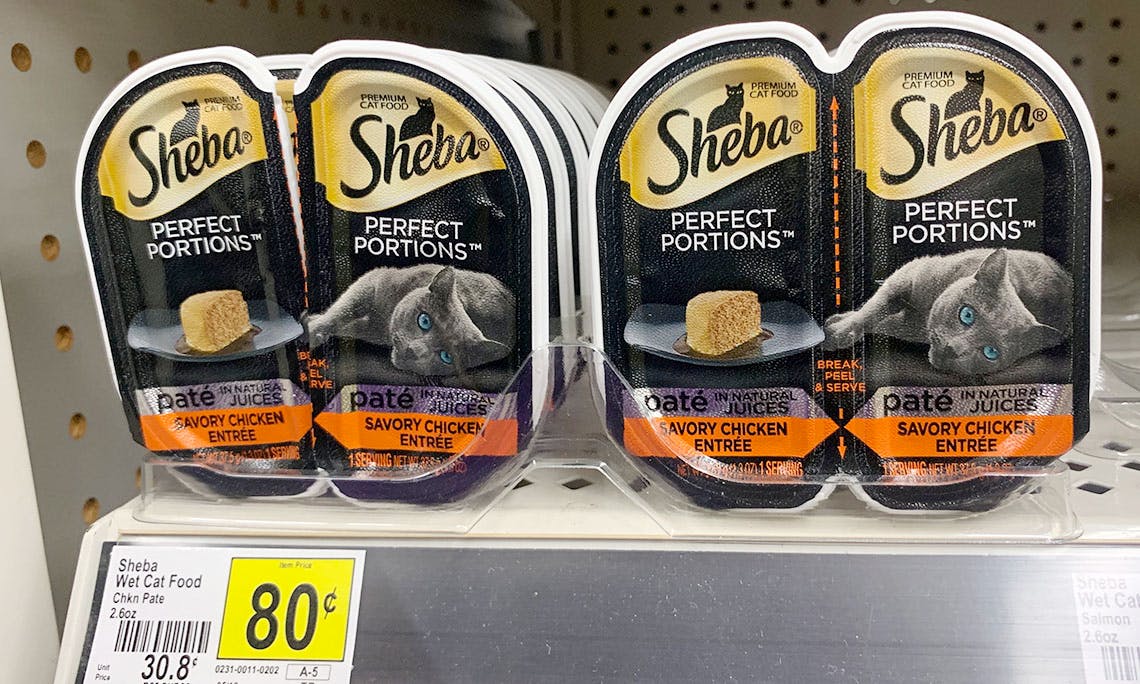 PREMIUM
CAT FOOD
Sheba®
PERFECT
PORTIONS™
paté IN NATURAL
JUICES
SAVORY CHICKEN
ENTRÉE
PREMIUM
CAT FOOD
Sheba®
PERFECT
PORTIONS™
paté IN NATURAL
JUICES
SAVORY CHICKEN
ENTRÉE
1 SERVING NET WT
PREMIUM
CAT FOOD
Sheba®
PERFECT
PORTIONS™
BREAK,
PEEL
& SERVE
paté IN NATURAL
JUICES
SAVORY CHICKEN
ENTRÉE
1 SERVING
PREMIUM
CAT FOOD
Sheba®
PERFECT
PORTIONS™
paté IN NATURAL
JUICES
SAVORY CHICKEN
ENTRÉE
1 SERVING NET WT
Sheba
Wet Cat Food
Chkn Pate
2.6oz
Item Price
80¢
Unit
Price
30.8¢
0231-0011-0202
A-5
Sheba
Wet Cat
Salmon
2.6oz